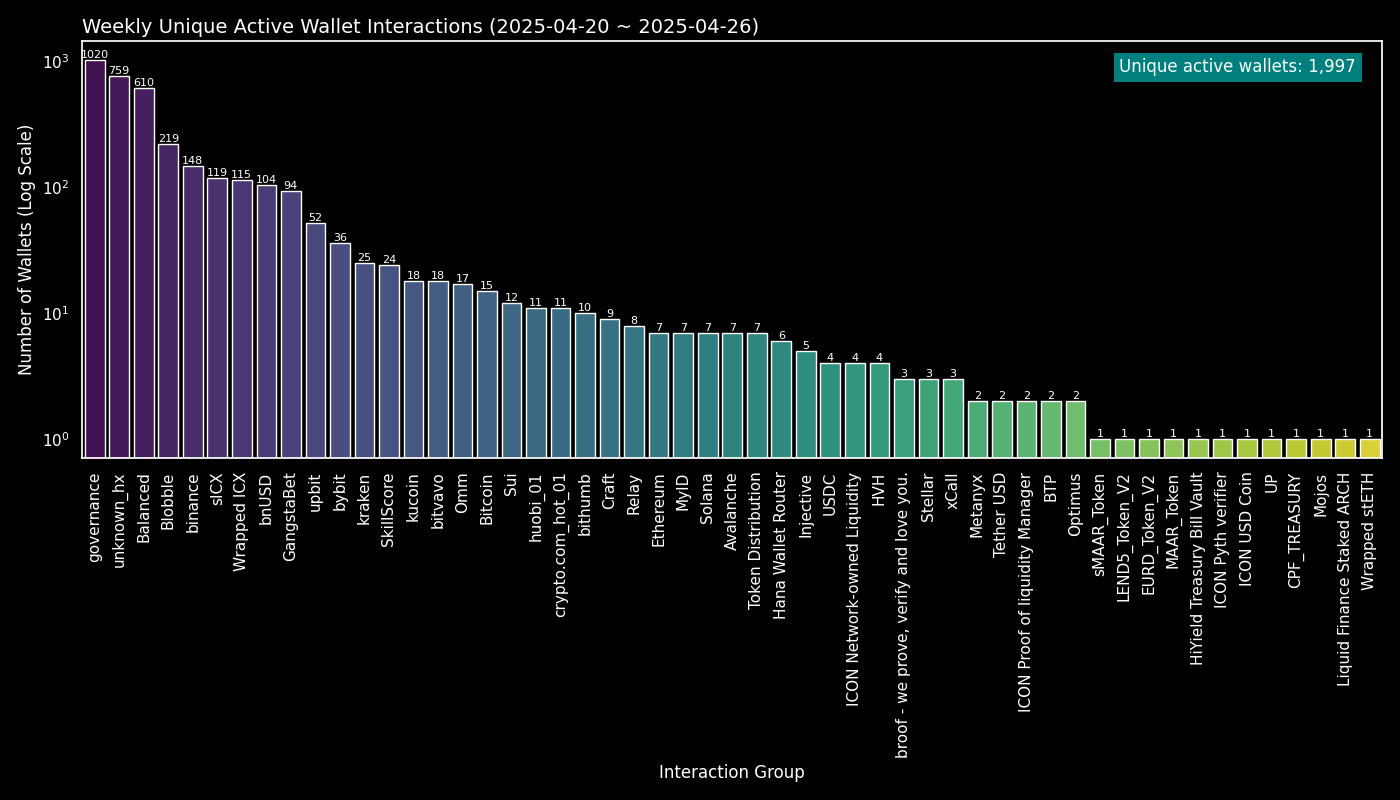 Weekly Unique Active Wallet Interactions (2025-04-20 ~ 2025-04-26)
Unique active wallets: 1,997
Number of Wallets (Log Scale)
10³
10²
10¹
10⁰
1020
759
610
219
148
119
115
104
94
52
36
25
24
18
18
17
15
12
11
11
10
9
8
7
7
7
7
7
6
5
4
4
4
3
3
3
2
2
2
2
2
1
1
1
1
1
1
1
1
1
1
1
1
governance
unknown_hx
Balanced
Blobble
binance
sICX
Wrapped ICX
bnUSD
GangstaBet
upbit
bybit
kraken
SkillScore
kucoin
bitvavo
Omm
Bitcoin
Sui
huobi_01
crypto.com_hot_01
bithumb
Craft
Relay
Ethereum
MyID
Solana
Avalanche
Token Distribution
Hana Wallet Router
Injective
USDC
ICON Network-owned Liquidity
HVH
broof - we prove, verify and love you.
Stellar
xCall
Metanyx
Tether USD
ICON Proof of liquidity Manager
BTP
Optimus
sMAAR_Token
LEND5_Token_V2
EURD_Token_V2
MAAR_Token
HiYield Treasury Bill Vault
ICON Pyth verifier
ICON USD Coin
UP
CPF_TREASURY
Mojos
Liquid Finance Staked ARCH
Wrapped stETH
Interaction Group